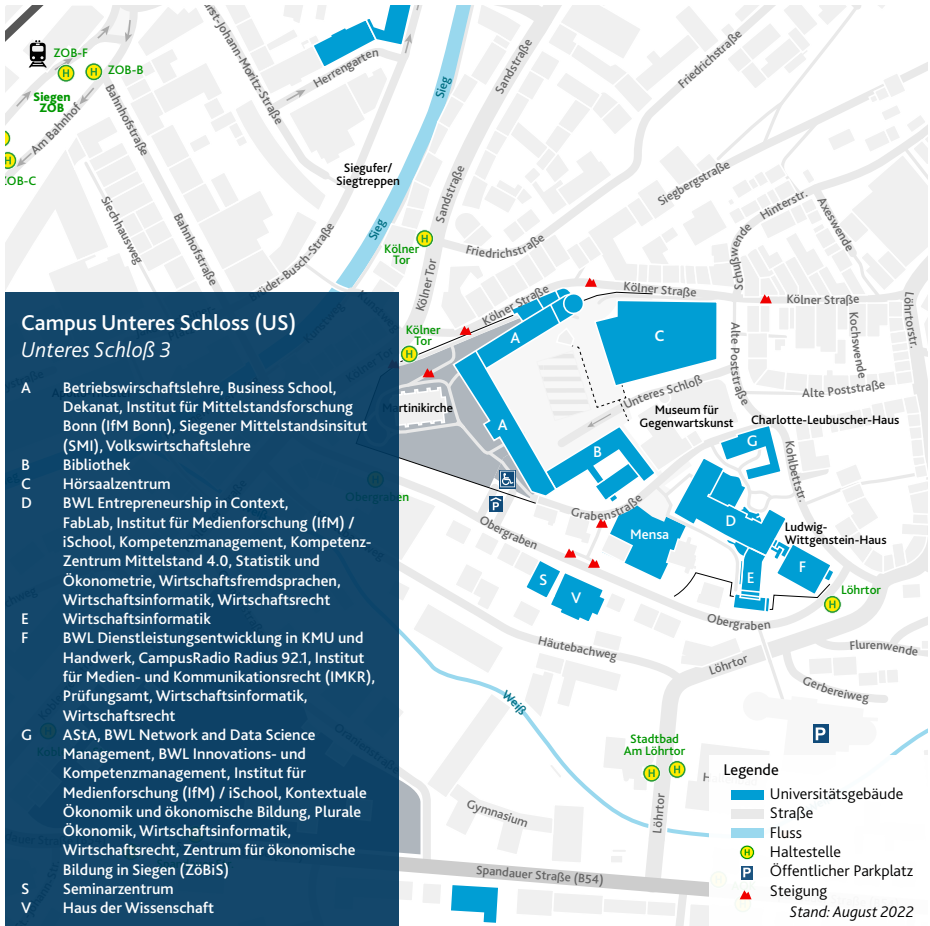 ZOB-F
ZOB-B
Siegen
ZOB
Am Bahnhof
ZOB-C
Bahnhofstraße
Herrengarten
Sieg
Sandstraße
Friedrichstraße
Siegufer/
Siegtreppen
Siegbergstraße
Sandstraße
Siechhausweg
Bahnhofstraße
Sieg
Kölner
Tor
Friedrichstraße
Hinterstr.
Axeswende
Kölner Tor
Kölner Straße
Kölner Straße
Kölner Straße
Löhrtorstr.
Kochswende
Kölner
Tor
A
C
Alte Poststraße
Alte Poststraße
Unteres Schloß
Martinikirche
Museum für
Gegenwartskunst
Charlotte-Leubuscher-Haus
A
B
G
Kohlbettstr.
Obergraben
P
Grabenstraße
Obergraben
Mensa
D
Ludwig-
Wittgenstein-Haus
S
V
E
F
Löhrtor
Obergraben
Häutebachweg
Löhrtor
Flurenwende
Gerbereiweg
Weiß
P
Stadtbad
Am Löhrtor
Löhrtor
Gymnasium
Spandauer Straße (B54)
Campus Unteres Schloss (US)
Unteres Schloß 3
A Betriebswirschaftslehre, Business School,
Dekanat, Institut für Mittelstandsforschung
Bonn (IfM Bonn), Siegener Mittelstandsinsitut
(SMI), Volkswirtschaftslehre
B Bibliothek
C Hörsaalzentrum
D BWL Entrepreneurship in Context,
FabLab, Institut für Medienforschung (IfM) /
iSchool, Kompetenzmanagement, Kompetenz-
Zentrum Mittelstand 4.0, Statistik und
Ökonometrie, Wirtschaftsfremdsprachen,
Wirtschaftsinformatik, Wirtschaftsrecht
E Wirtschaftsinformatik
F BWL Dienstleistungsentwicklung in KMU und
Handwerk, CampusRadio Radius 92.1, Institut
für Medien- und Kommunikationsrecht (IMKR),
Prüfungsamt, Wirtschaftsinformatik,
Wirtschaftsrecht
G AStA, BWL Network and Data Science
Management, BWL Innovations- und
Kompetenzmanagement, Institut für
Medienforschung (IfM) / iSchool, Kontextuale
Ökonomik und ökonomische Bildung, Plurale
Ökonomik, Wirtschaftsinformatik,
Wirtschaftsrecht, Zentrum für ökonomische
Bildung in Siegen (ZöBiS)
S Seminarzentrum
V Haus der Wissenschaft
Legende
Universitätsgebäude
Straße
Fluss
H Haltestelle
P Öffentlicher Parkplatz
Steigung
Stand: August 2022